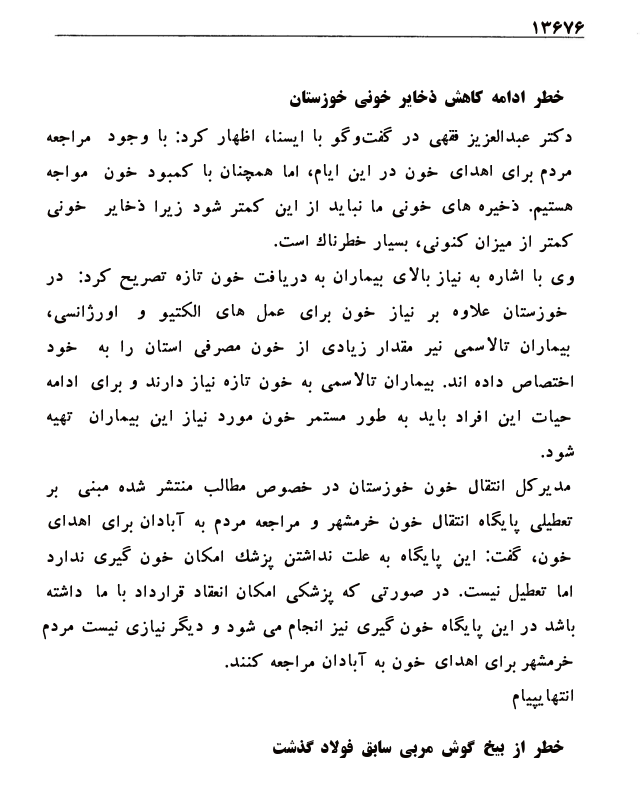 ۱۳۶۷۶
خطر ادامه کاهش ذخایر خونی خوزستان
دکتر عبدالعزیز فقهی در گفت‌وگو با ایسنا، اظهار کرد: با وجود مراجعه
مردم برای اهدای خون در این ایام، اما همچنان با کمبود خون مواجه
هستیم. ذخیره های خونی ما نباید از این کمتر شود زیرا ذخایر خونی
کمتر از میزان کنونی، بسیار خطرناك است.
وی با اشاره به نیاز بالای بیماران به دریافت خون تازه تصریح کرد: در
خوزستان علاوه بر نیاز خون برای عمل های الکتیو و اورژانسی،
بیماران تالاسمی نیر مقدار زیادی از خون مصرفی استان را به خود
اختصاص داده اند. بیماران تالاسمی به خون تازه نیاز دارند و برای ادامه
حیات این افراد باید به طور مستمر خون مورد نیاز این بیماران تهیه
شود.
مدیرکل انتقال خون خوزستان در خصوص مطالب منتشر شده مبنی بر
تعطیلی پایگاه انتقال خون خرمشهر و مراجعه مردم به آبادان برای اهدای
خون، گفت: این پایگاه به علت نداشتن پزشك امکان خون گیری ندارد
اما تعطیل نیست. در صورتی که پزشکی امکان انعقاد قرارداد با ما داشته
باشد در این پایگاه خون گیری نیز انجام می شود و دیگر نیازی نیست مردم
خرمشهر برای اهدای خون به آبادان مراجعه کنند.
انتهایپیام
خطر از بیخ گوش مربی سابق فولاد گذشت